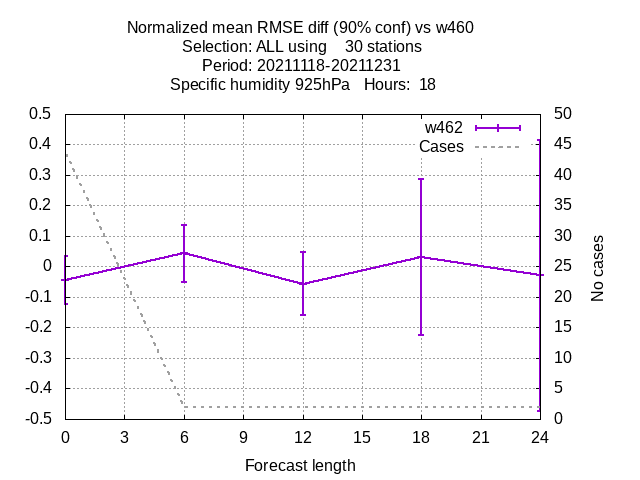 Normalized mean RMSE diff (90% conf) vs w460
Selection: ALL using    30 stations
Period: 20211118-20211231
Specific humidity 925hPa   Hours:  18
0.5
0.4
0.3
0.2
0.1
0
-0.1
-0.2
-0.3
-0.4
-0.5
w462
Cases
50
45
40
35
30
25
20
15
10
5
0
No cases
0 3 6 9 12 15 18 21 24
Forecast length